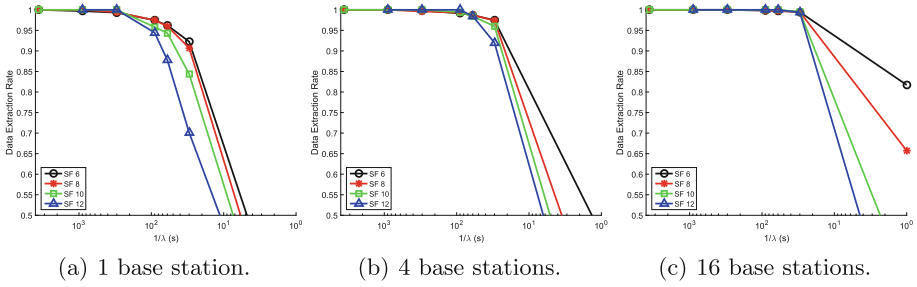 Data Extraction Rate
1
0.95
0.9
0.85
0.8
0.75
0.7
0.65
0.6
0.55
0.5
SF 6
SF 8
SF 10
SF 12
10³
10²
10¹
10⁰
1/λ (s)
(a) 1 base station.
Data Extraction Rate
1
0.95
0.9
0.85
0.8
0.75
0.7
0.65
0.6
0.55
0.5
SF 6
SF 8
SF 10
SF 12
10³
10²
10¹
10⁰
1/λ (s)
(b) 4 base stations.
Data Extraction Rate
1
0.95
0.9
0.85
0.8
0.75
0.7
0.65
0.6
0.55
0.5
SF 6
SF 8
SF 10
SF 12
10³
10²
10¹
10⁰
1/λ (s)
(c) 16 base stations.